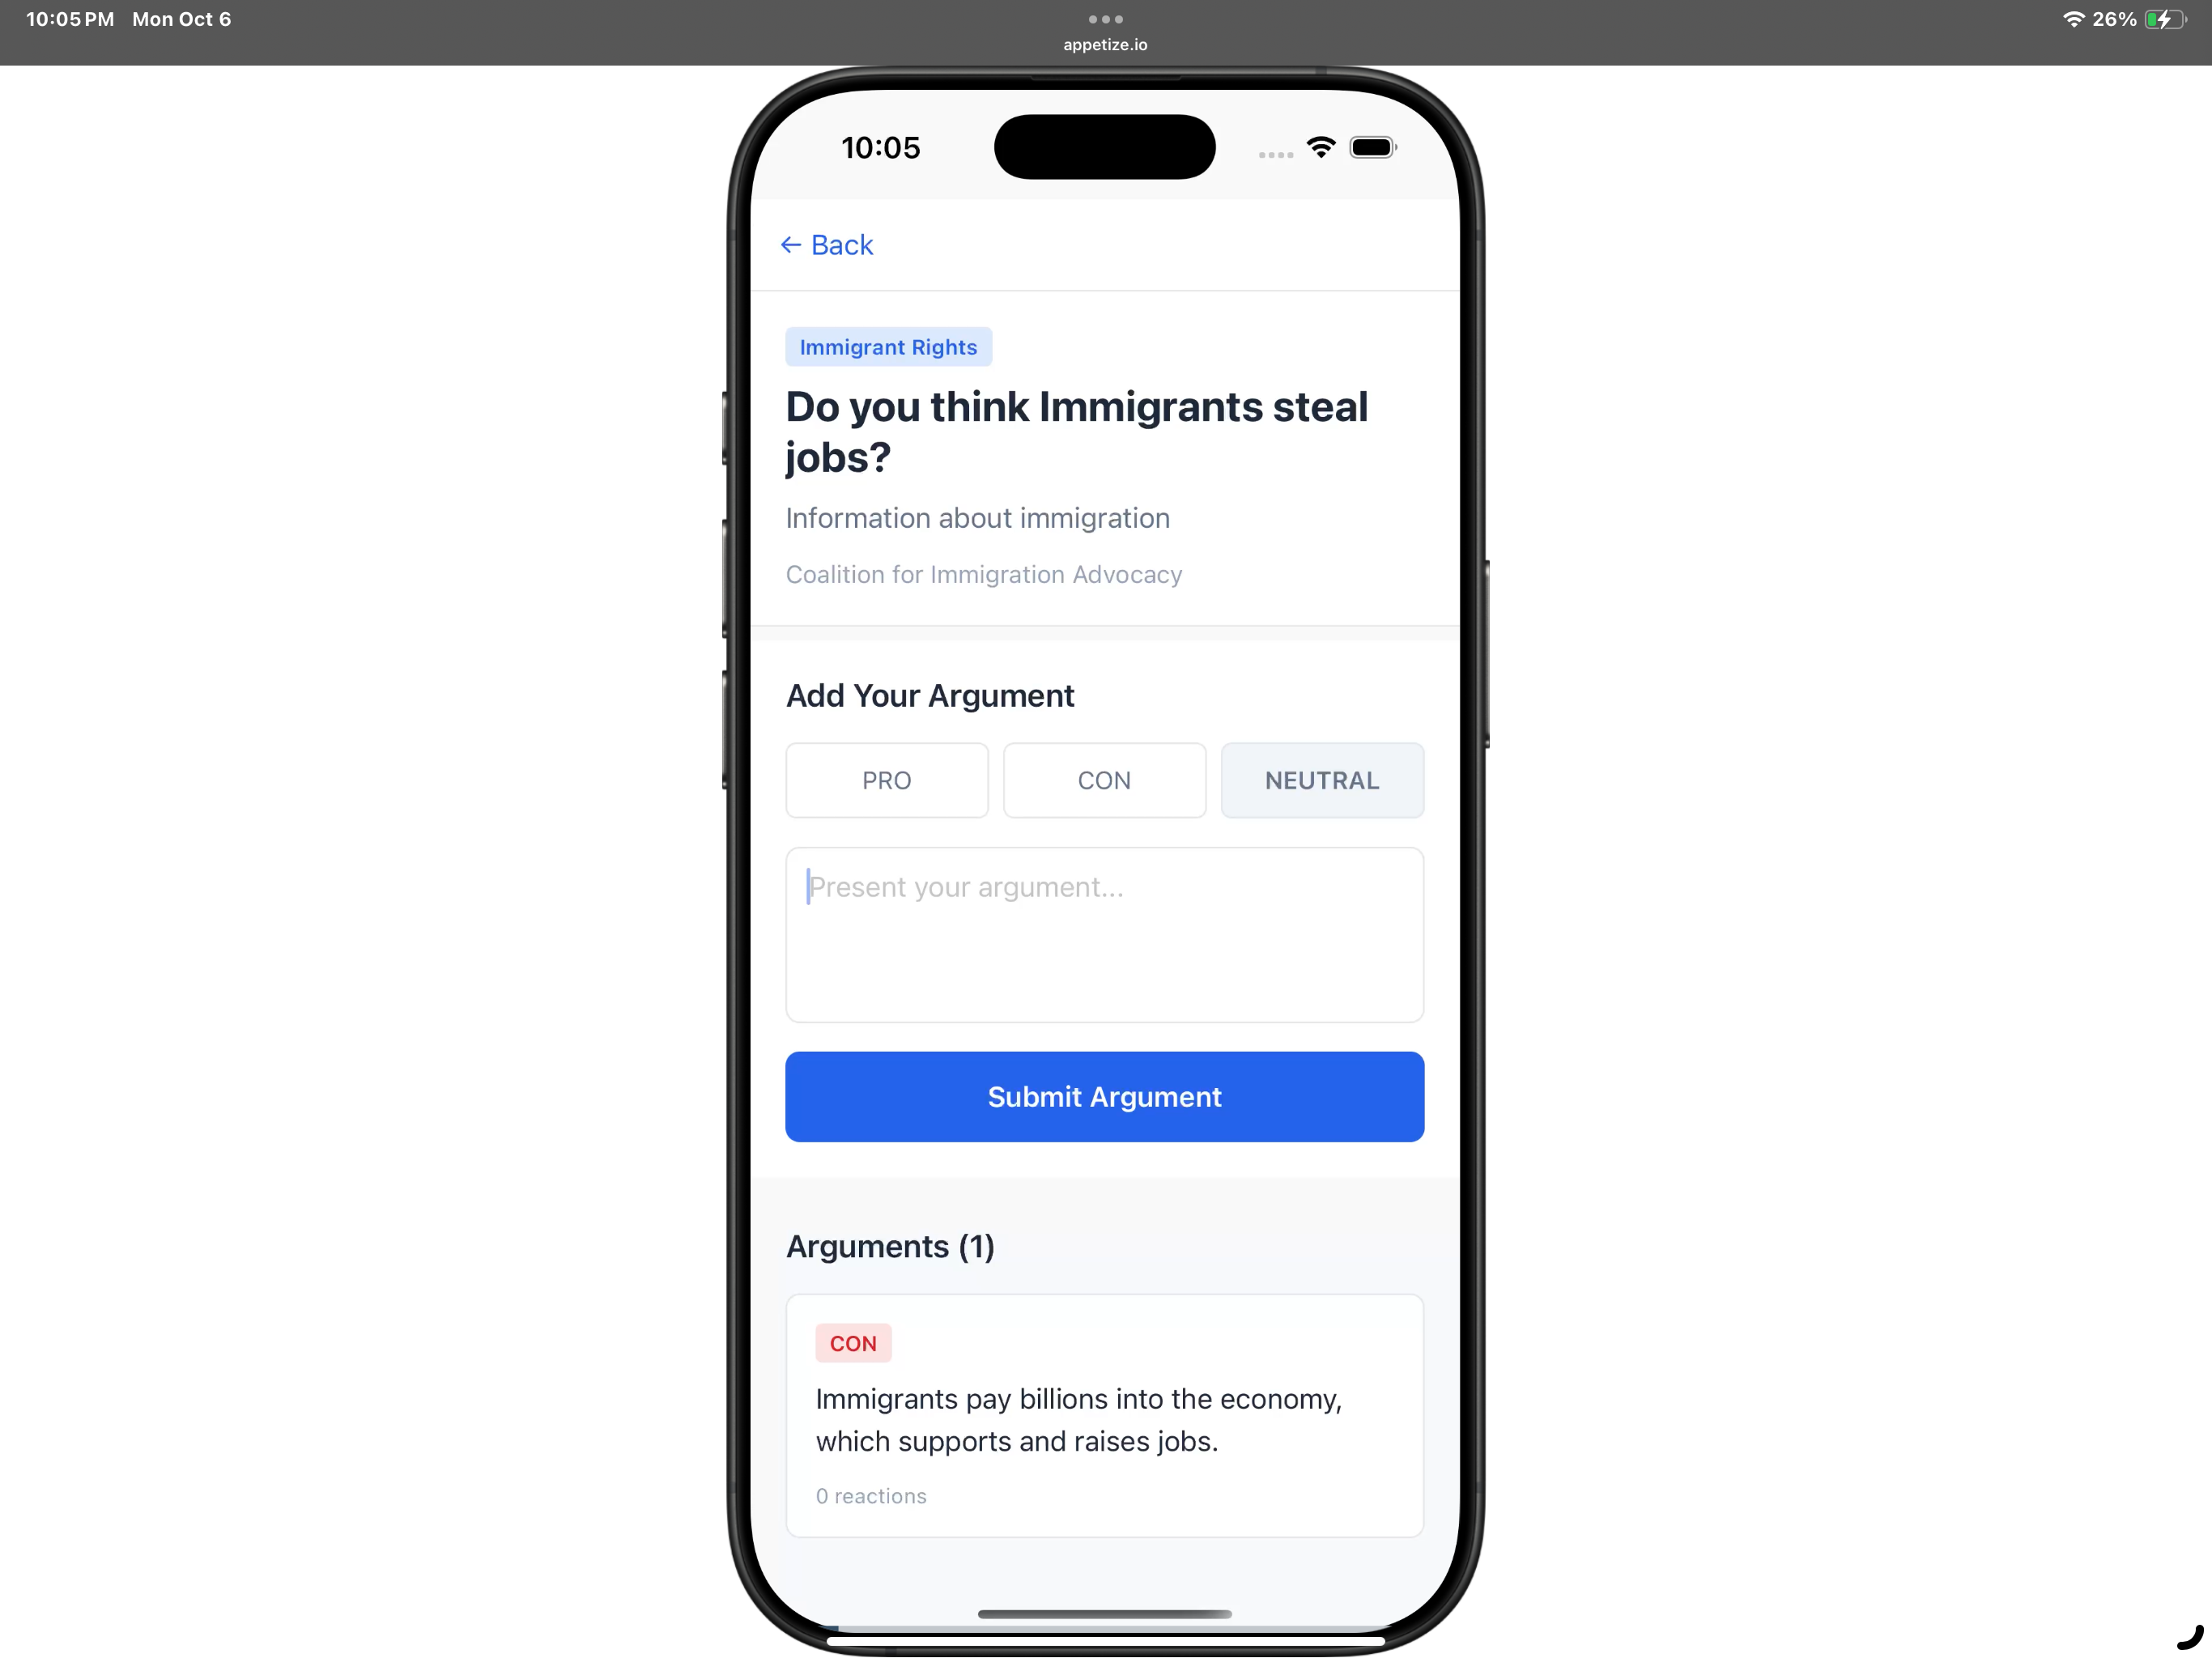 10:05 PM Mon Oct 6
appetize.io
26%
10:05
← Back
Immigrant Rights
Do you think Immigrants steal
jobs?
Information about immigration
Coalition for Immigration Advocacy
Add Your Argument
PRO CON NEUTRAL
Present your argument...
Submit Argument
Arguments (1)
CON
Immigrants pay billions into the economy,
which supports and raises jobs.
0 reactions